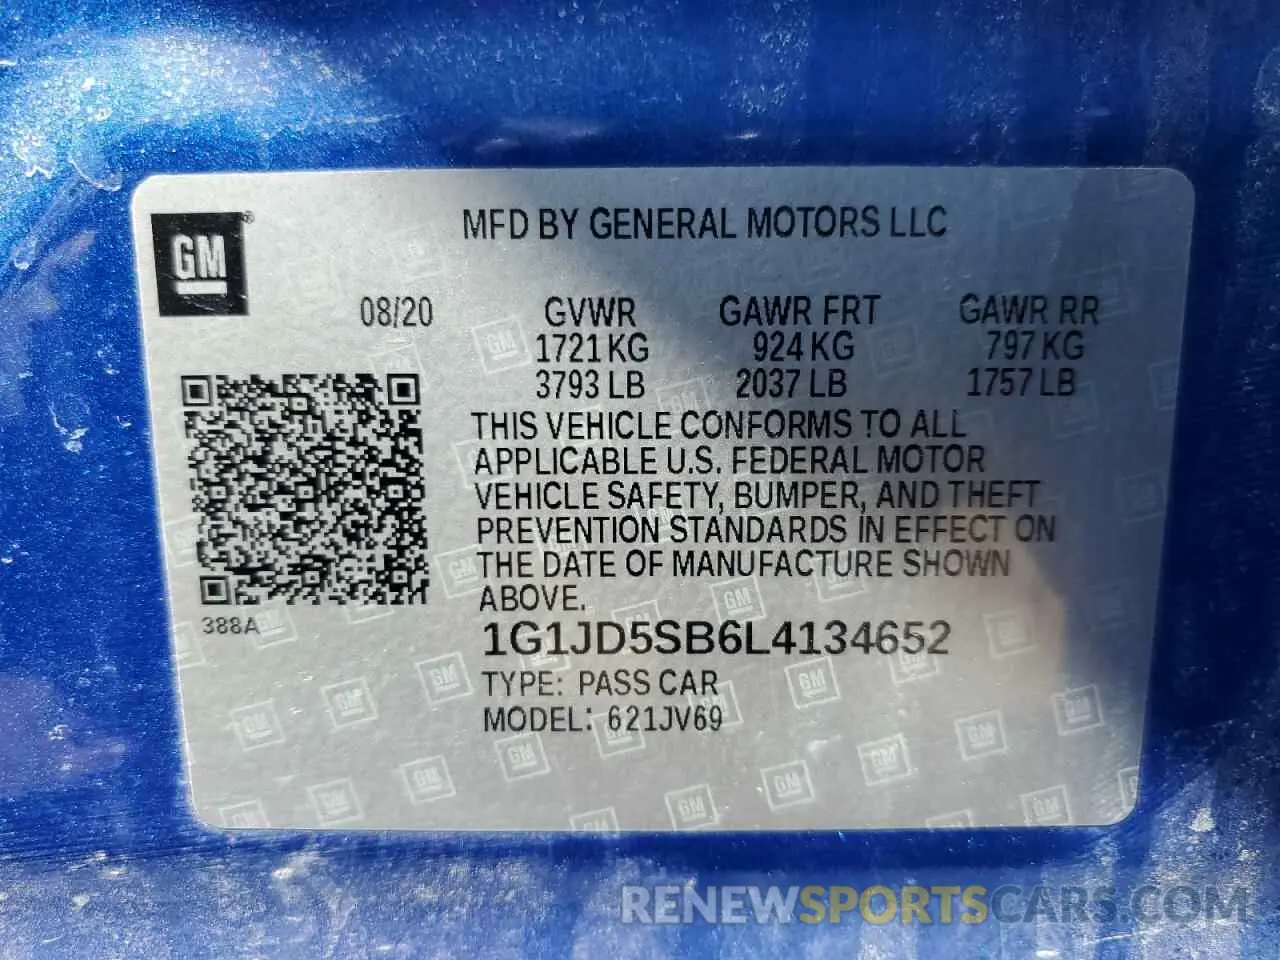 MFD BY GENERAL MOTORS LLC
GM®
08/20 GVWR GAWR FRT GAWR RR
1721 KG 924 KG 797 KG
3793 LB 2037 LB 1757 LB
THIS VEHICLE CONFORMS TO ALL
APPLICABLE U.S. FEDERAL MOTOR
VEHICLE SAFETY, BUMPER, AND THEFT
PREVENTION STANDARDS IN EFFECT ON
THE DATE OF MANUFACTURE SHOWN
ABOVE.
388A
1G1JD5SB6L4134652
TYPE: PASS CAR
MODEL: 621JV69
RENEWSPORTSCARS.COM